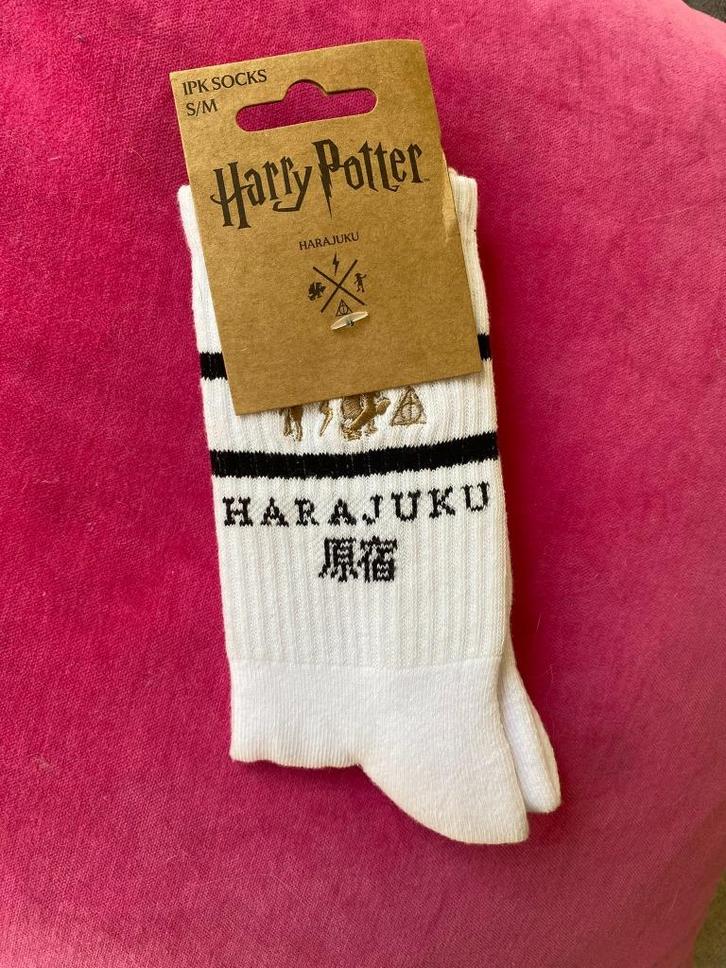 1PK SOCKS
S/M
Harry Potter
HARAJUKU
HARAJUKU
原宿